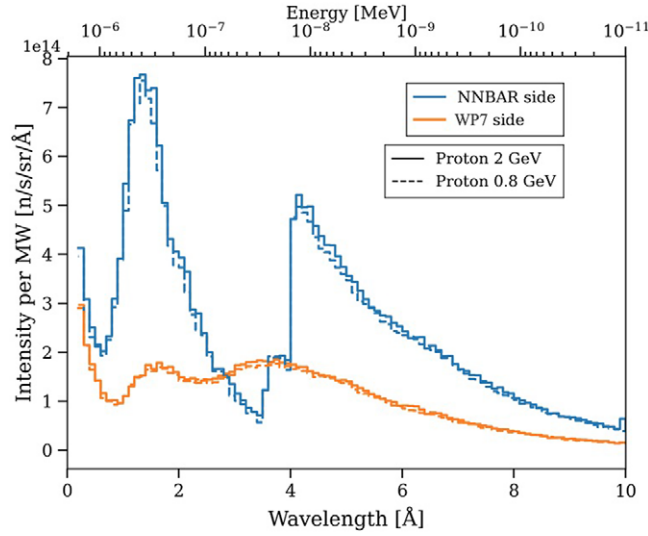 Energy [MeV]
10⁻⁶ 10⁻⁷ 10⁻⁸ 10⁻⁹ 10⁻¹⁰ 10⁻¹¹
1e14
8
7
6
5
4
3
2
1
0
Intensity per MW [n/s/sr/Å]
NNBAR side
WP7 side
Proton 2 GeV
Proton 0.8 GeV
0 2 4 6 8 10
Wavelength [Å]